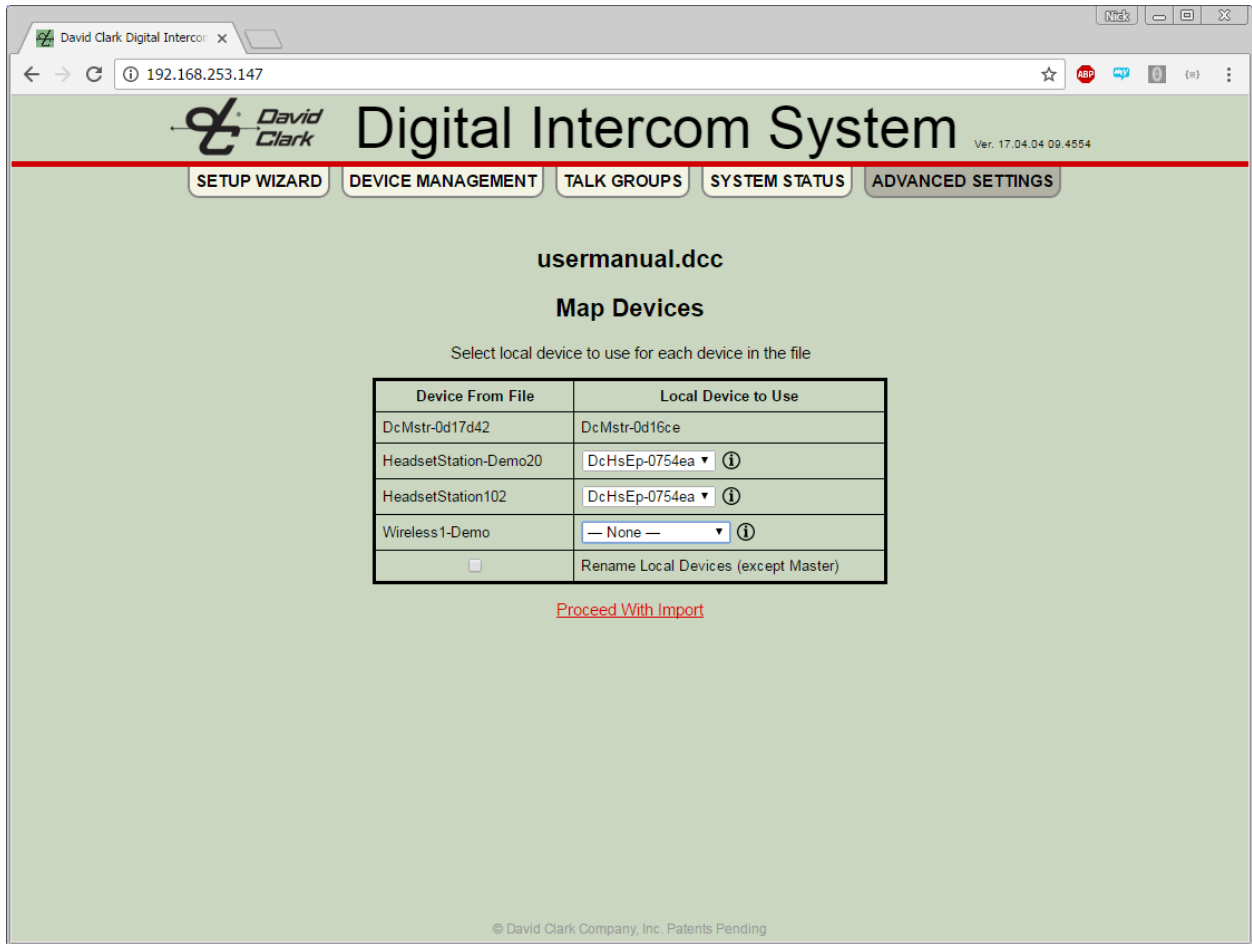 Nick
David Clark Digital Intercor
192.168.253.147
ABP
David Clark
Digital Intercom System
Ver. 17.04.04 09.4554
SETUP WIZARD
DEVICE MANAGEMENT
TALK GROUPS
SYSTEM STATUS
ADVANCED SETTINGS
usermanual.dcc
Map Devices
Select local device to use for each device in the file
Device From File Local Device to Use
DcMstr-0d17d42 DcMstr-0d16ce
HeadsetStation-Demo20 DcHsEp-0754ea
HeadsetStation102 DcHsEp-0754ea
Wireless1-Demo — None —
Rename Local Devices (except Master)
Proceed With Import
© David Clark Company, Inc. Patents Pending